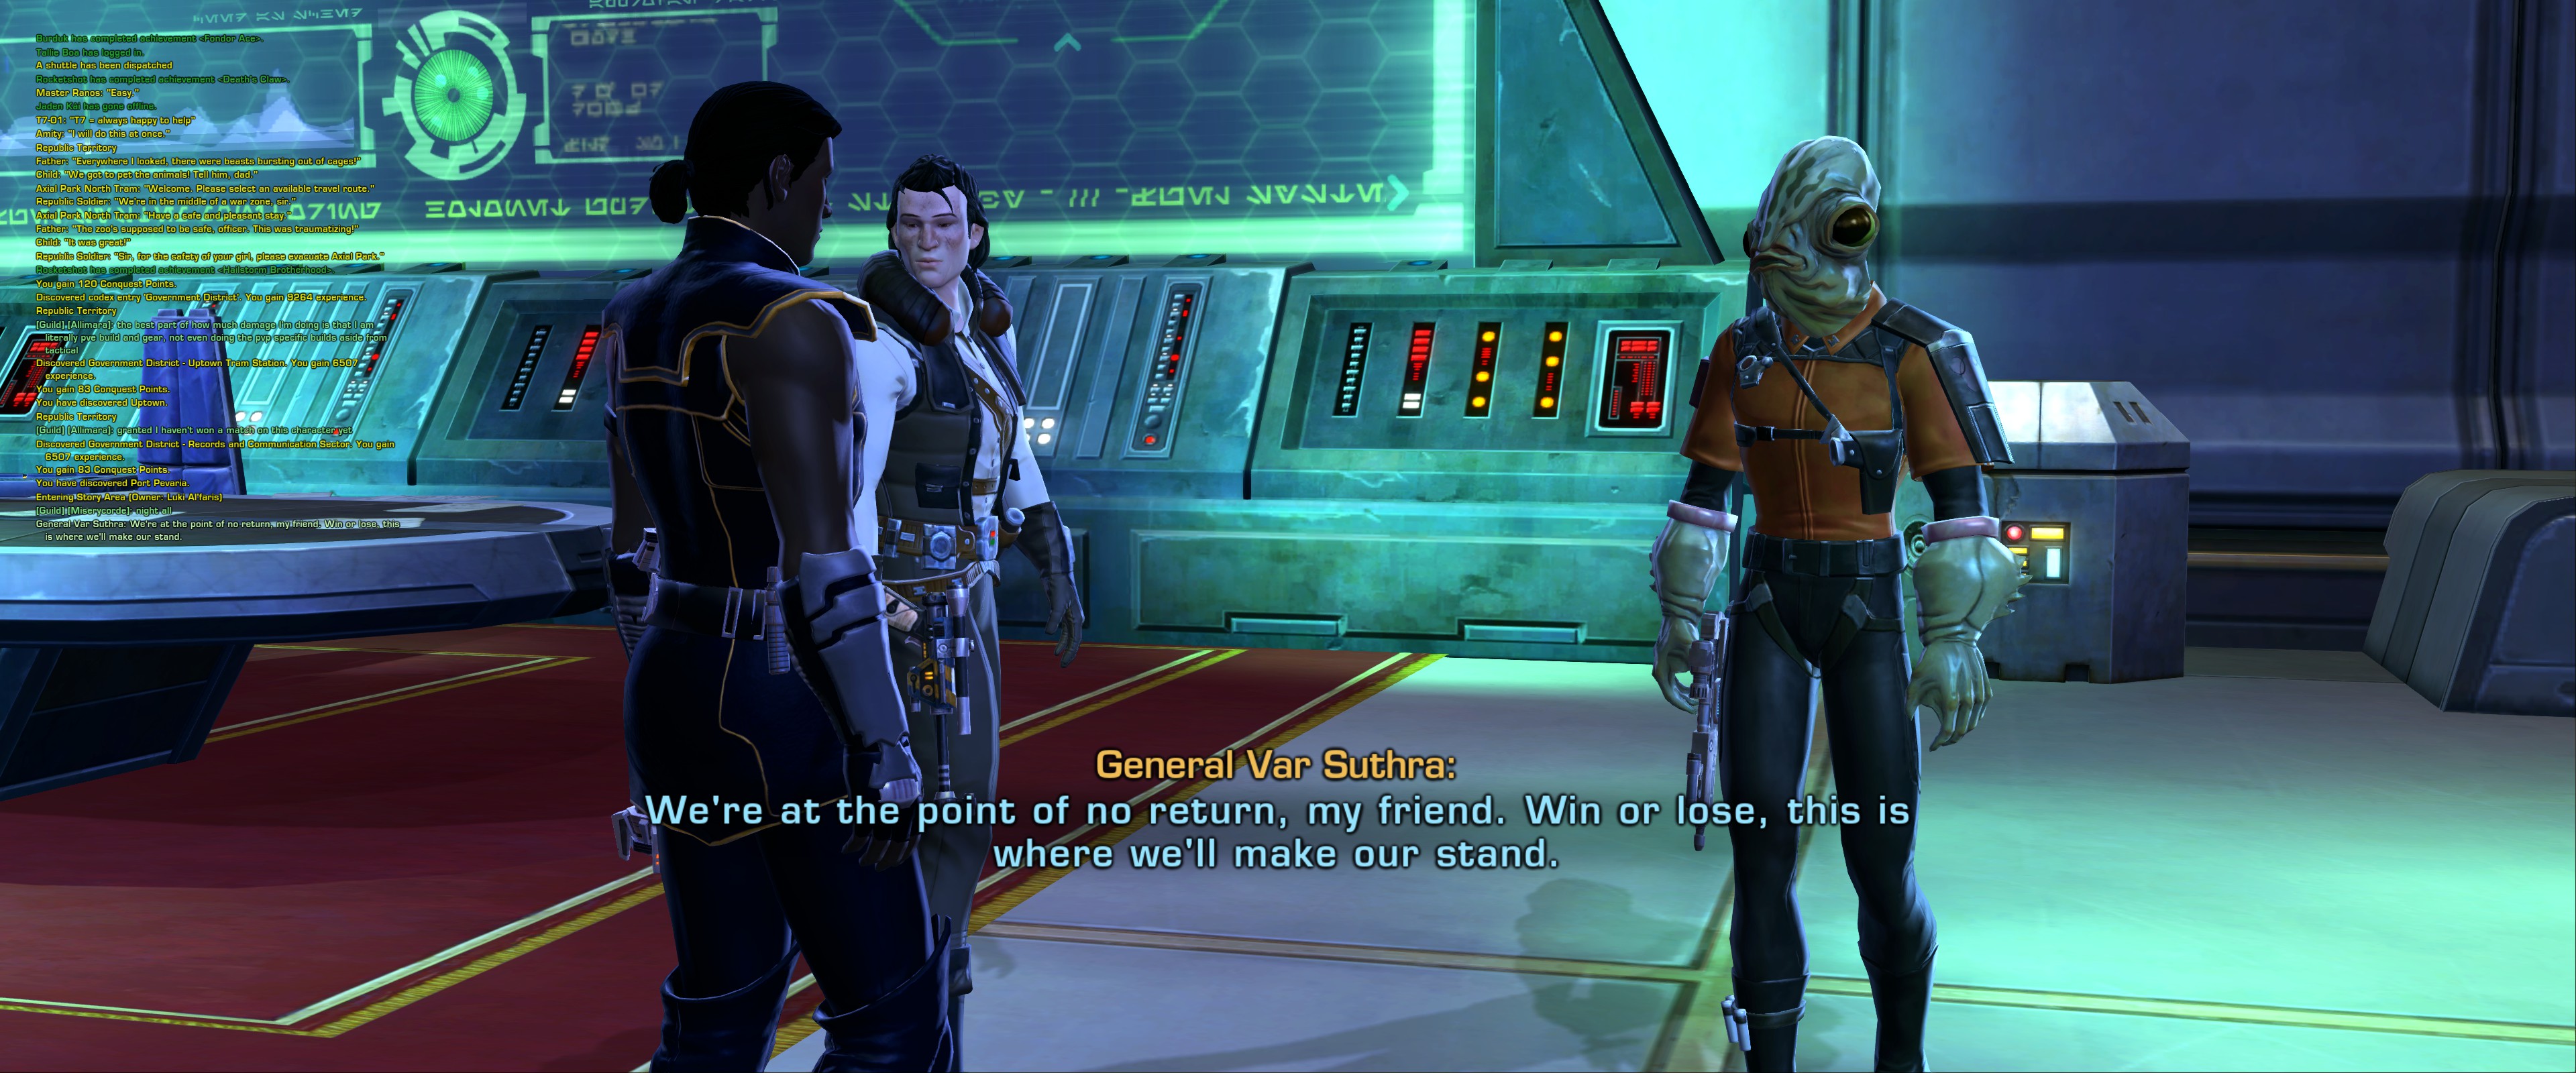 Burduk has completed achievement <Fondor Ace>.
Tallie Boa has logged in.
A shuttle has been dispatched
Rocketshot has completed achievement <Death's Claw>.
Master Ranos: "Easy."
Jaden Kai has gone offline.
T7-01: "T7 = always happy to help"
Amity: "I will do this at once."
Republic Territory
Father: "Everywhere I looked, there were beasts bursting out of cages!"
Child: "We got to pet the animals! Tell him, dad."
Axial Park North Tram: "Welcome. Please select an available travel route."
Republic Soldier: "We're in the middle of a war zone, sir."
Axial Park North Tram: "Have a safe and pleasant stay."
Father: "The zoo's supposed to be safe, officer. This was traumatizing!"
Child: "It was great!"
Republic Soldier: "Sir, for the safety of your girl, please evacuate Axial Park."
Rocketshot has completed achievement <Hailstorm Brotherhood>.
You gain 120 Conquest Points.
Discovered codex entry 'Government District'. You gain 9264 experience.
Republic Territory
[Guild] [Allimara]: the best part of how much damage I'm doing is that I am
literally pve build and gear, not even doing the pvp specific builds aside from
tactical
Discovered Government District - Uptown Tram Station. You gain 6507
experience.
You gain 83 Conquest Points.
You have discovered Uptown.
Republic Territory
[Guild] [Allimara]: granted I haven't won a match on this character yet
Discovered Government District - Records and Communication Sector. You gain
6507 experience.
You gain 83 Conquest Points.
You have discovered Port Pevaria.
Entering Story Area (Owner: Luki Al'faris)
[Guild] [Miserycorde]: night all
General Var Suthra: We're at the point of no return, my friend. Win or lose, this
is where we'll make our stand.
General Var Suthra:
We're at the point of no return, my friend. Win or lose, this is
where we'll make our stand.